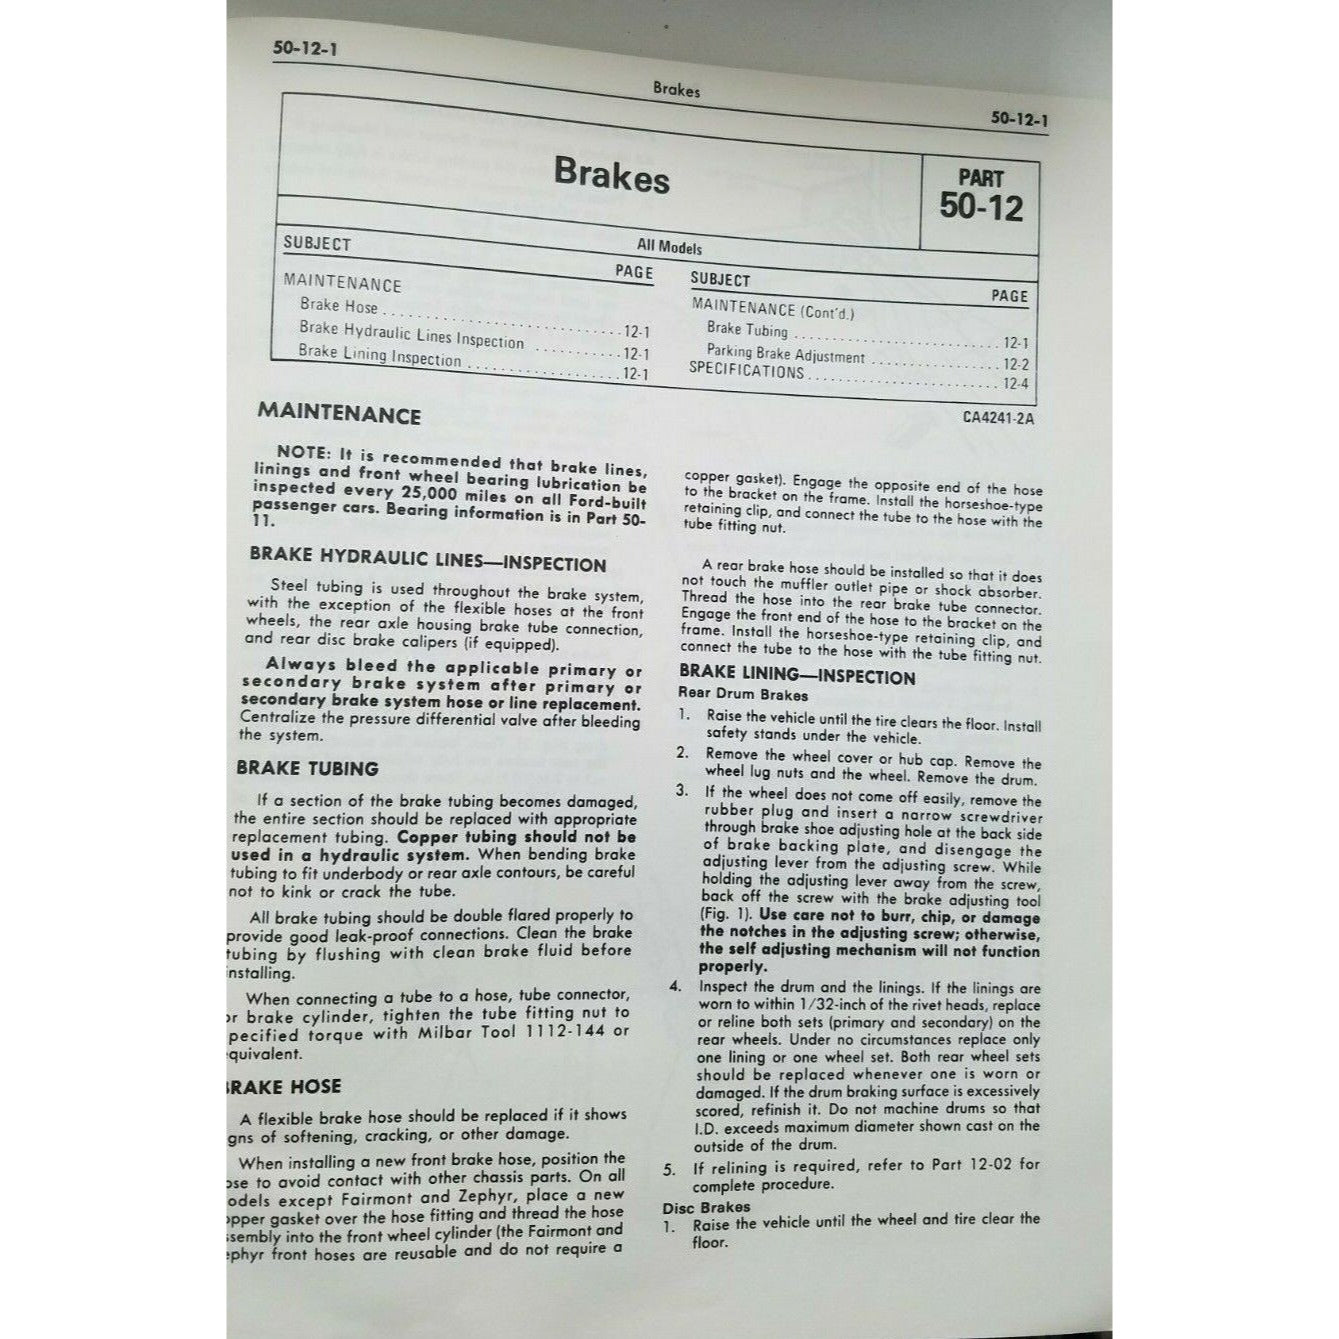 50-12-1
Brakes
50-12-1
Brakes
PART
50-12
All Models
SUBJECT
PAGE
MAINTENANCE
Brake Hose . . . . . . . . . . . . . . . . . . . . . . . . . . . . 12-1
Brake Hydraulic Lines Inspection . . . . . . . . . . . 12-1
Brake Lining Inspection . . . . . . . . . . . . . . . . . . . 12-1
SUBJECT
PAGE
MAINTENANCE (Cont'd.)
Brake Tubing . . . . . . . . . . . . . . . . . . . . . . . . . 12-1
Parking Brake Adjustment . . . . . . . . . . . . . . . . 12-2
SPECIFICATIONS . . . . . . . . . . . . . . . . . . . . . . . 12-4
CA4241-2A
MAINTENANCE
NOTE: It is recommended that brake lines,
linings and front wheel bearing lubrication be
inspected every 25,000 miles on all Ford-built
passenger cars. Bearing information is in Part 50-
11.
BRAKE HYDRAULIC LINES—INSPECTION
Steel tubing is used throughout the brake system,
with the exception of the flexible hoses at the front
wheels, the rear axle housing brake tube connection,
and rear disc brake calipers (if equipped).
Always bleed the applicable primary or
secondary brake system after primary or
secondary brake system hose or line replacement.
Centralize the pressure differential valve after bleeding
the system.
BRAKE TUBING
If a section of the brake tubing becomes damaged,
the entire section should be replaced with appropriate
replacement tubing. Copper tubing should not be
used in a hydraulic system. When bending brake
tubing to fit underbody or rear axle contours, be careful
not to kink or crack the tube.
All brake tubing should be double flared properly to
provide good leak-proof connections. Clean the brake
tubing by flushing with clean brake fluid before
nstalling.
When connecting a tube to a hose, tube connector,
or brake cylinder, tighten the tube fitting nut to
pecified torque with Milbar Tool 1112-144 or
quivalent.
BRAKE HOSE
A flexible brake hose should be replaced if it shows
gns of softening, cracking, or other damage.
When installing a new front brake hose, position the
ose to avoid contact with other chassis parts. On all
odels except Fairmont and Zephyr, place a new
opper gasket over the hose fitting and thread the hose
ssembly into the front wheel cylinder (the Fairmont and
ephyr front hoses are reusable and do not require a
copper gasket). Engage the opposite end of the hose
to the bracket on the frame. Install the horseshoe-type
retaining clip, and connect the tube to the hose with the
tube fitting nut.
A rear brake hose should be installed so that it does
not touch the muffler outlet pipe or shock absorber.
Thread the hose into the rear brake tube connector.
Engage the front end of the hose to the bracket on the
frame. Install the horseshoe-type retaining clip, and
connect the tube to the hose with the tube fitting nut.
BRAKE LINING—INSPECTION
Rear Drum Brakes
1. Raise the vehicle until the tire clears the floor. Install
safety stands under the vehicle.
2. Remove the wheel cover or hub cap. Remove the
wheel lug nuts and the wheel. Remove the drum.
3. If the wheel does not come off easily, remove the
rubber plug and insert a narrow screwdriver
through brake shoe adjusting hole at the back side
of brake backing plate, and disengage the
adjusting lever from the adjusting screw. While
holding the adjusting lever away from the screw,
back off the screw with the brake adjusting tool
(Fig. 1). Use care not to burr, chip, or damage
the notches in the adjusting screw; otherwise,
the self adjusting mechanism will not function
properly.
4. Inspect the drum and the linings. If the linings are
worn to within 1/32-inch of the rivet heads, replace
or reline both sets (primary and secondary) on the
rear wheels. Under no circumstances replace only
one lining or one wheel set. Both rear wheel sets
should be replaced whenever one is worn or
damaged. If the drum braking surface is excessively
scored, refinish it. Do not machine drums so that
I.D. exceeds maximum diameter shown cast on the
outside of the drum.
5. If relining is required, refer to Part 12-02 for
complete procedure.
Disc Brakes
1. Raise the vehicle until the wheel and tire clear the
floor.